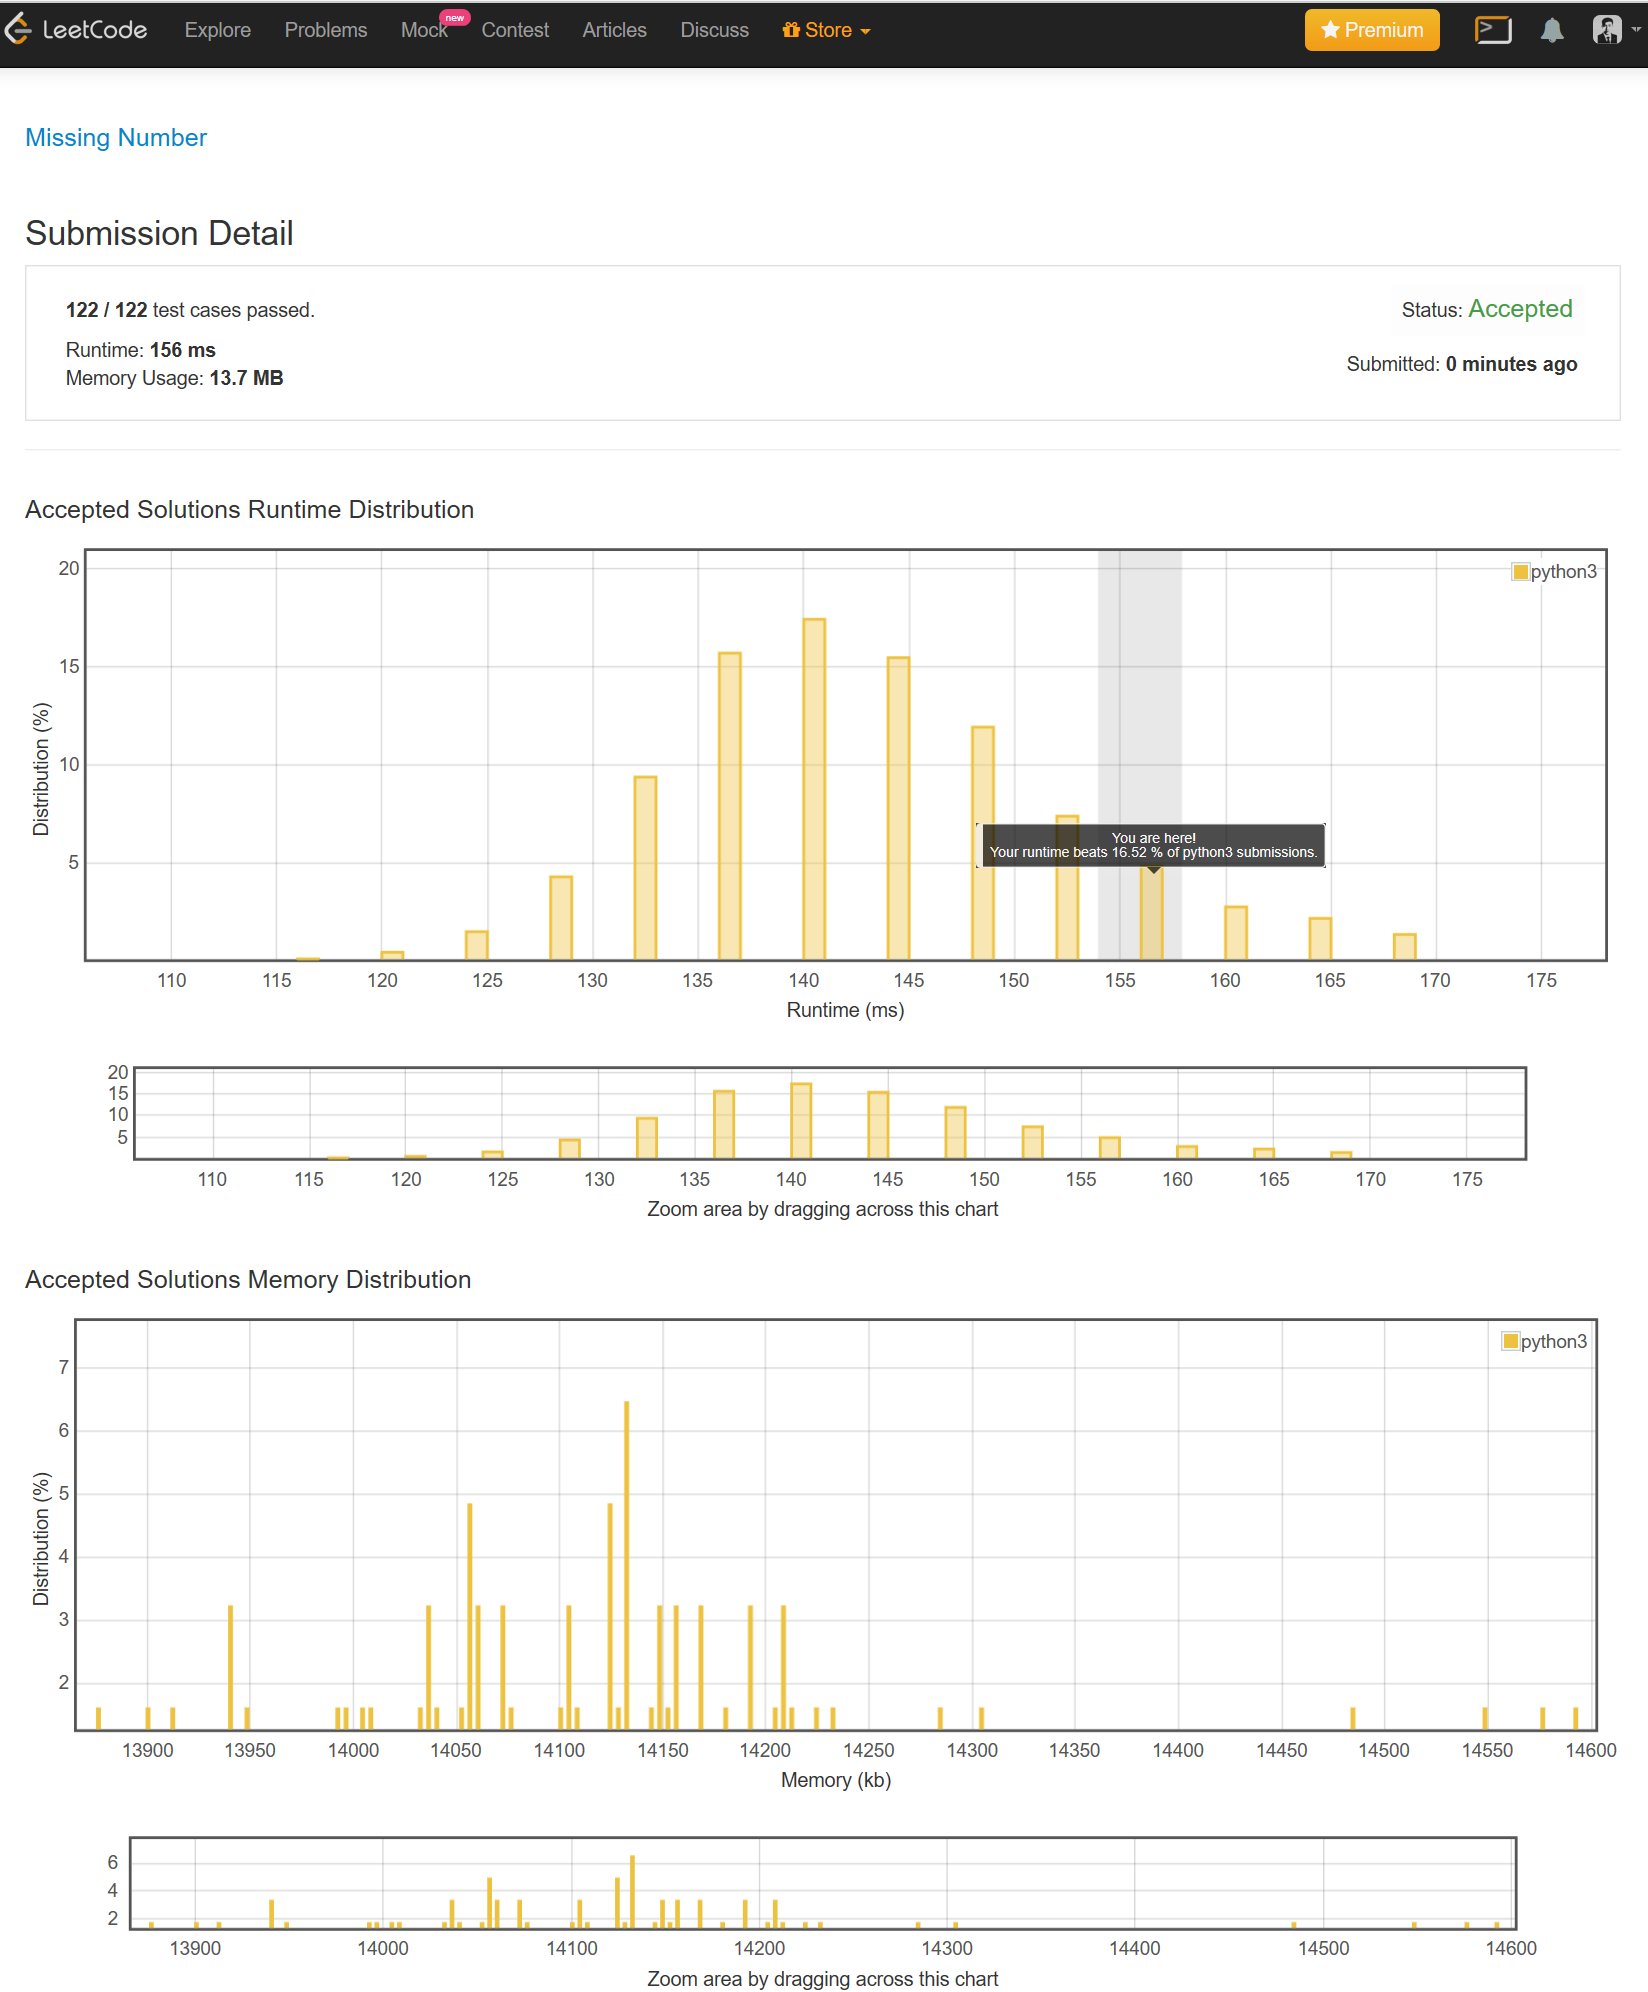 LeetCode Explore Problems Mock new Contest Articles Discuss Store Premium
Missing Number
Submission Detail
122 / 122 test cases passed.
Status: Accepted
Runtime: 156 ms
Submitted: 0 minutes ago
Memory Usage: 13.7 MB
Accepted Solutions Runtime Distribution
python3
20
15
10
5
Distribution (%)
You are here!
Your runtime beats 16.52 % of python3 submissions.
110 115 120 125 130 135 140 145 150 155 160 165 170 175
Runtime (ms)
20
15
10
5
110 115 120 125 130 135 140 145 150 155 160 165 170 175
Zoom area by dragging across this chart
Accepted Solutions Memory Distribution
python3
7
6
5
4
3
2
Distribution (%)
13900 13950 14000 14050 14100 14150 14200 14250 14300 14350 14400 14450 14500 14550 14600
Memory (kb)
6
4
2
13900 14000 14100 14200 14300 14400 14500 14600
Zoom area by dragging across this chart